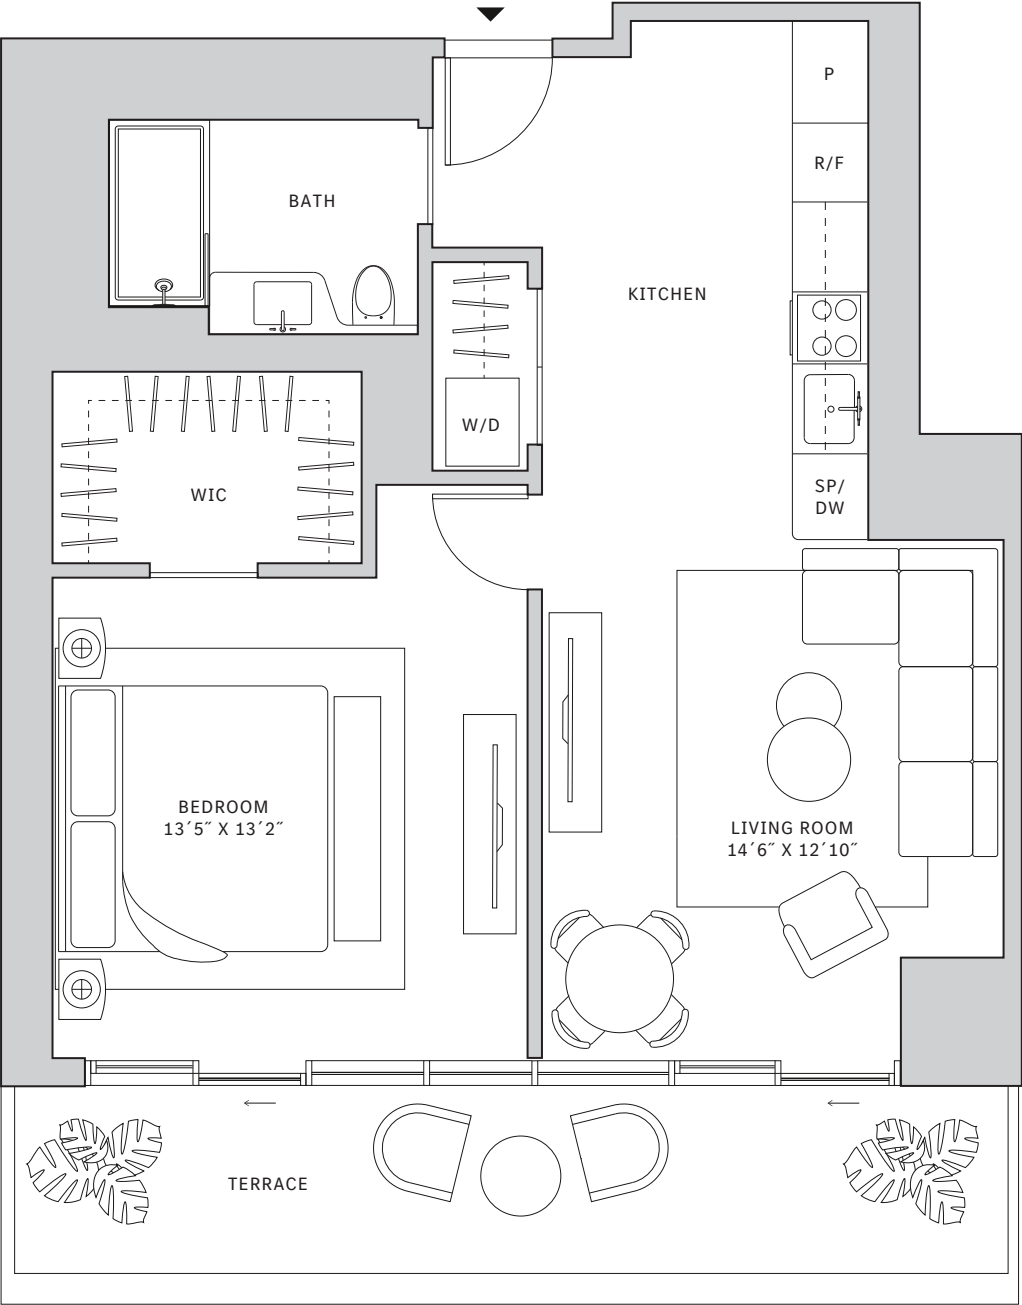 P
R/F
BATH
KITCHEN
W/D
WIC
SP/
DW
BEDROOM
13´5˝ X 13´2˝
LIVING ROOM
14´6˝ X 12´10˝
TERRACE